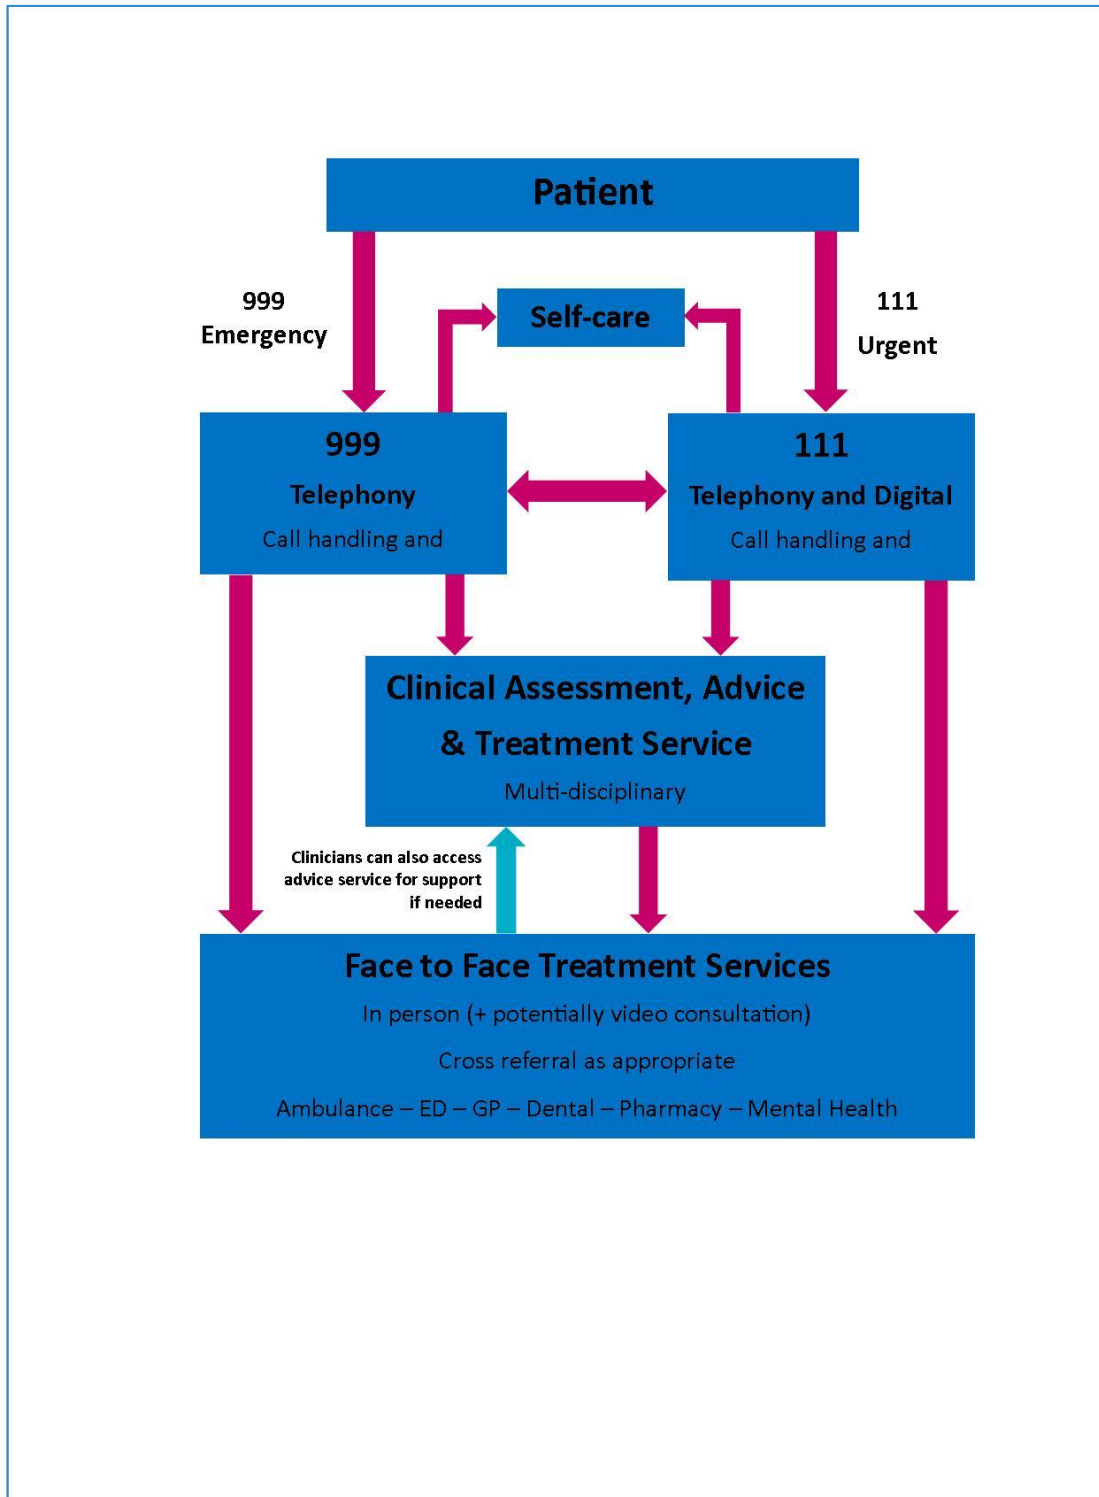 Patient
999
Emergency
Self-care
111
Urgent
999
Telephony
Call handling and
111
Telephony and Digital
Call handling and
Clinical Assessment, Advice
& Treatment Service
Multi-disciplinary
Clinicians can also access
advice service for support
if needed
Face to Face Treatment Services
In person (+ potentially video consultation)
Cross referral as appropriate
Ambulance – ED – GP – Dental – Pharmacy – Mental Health